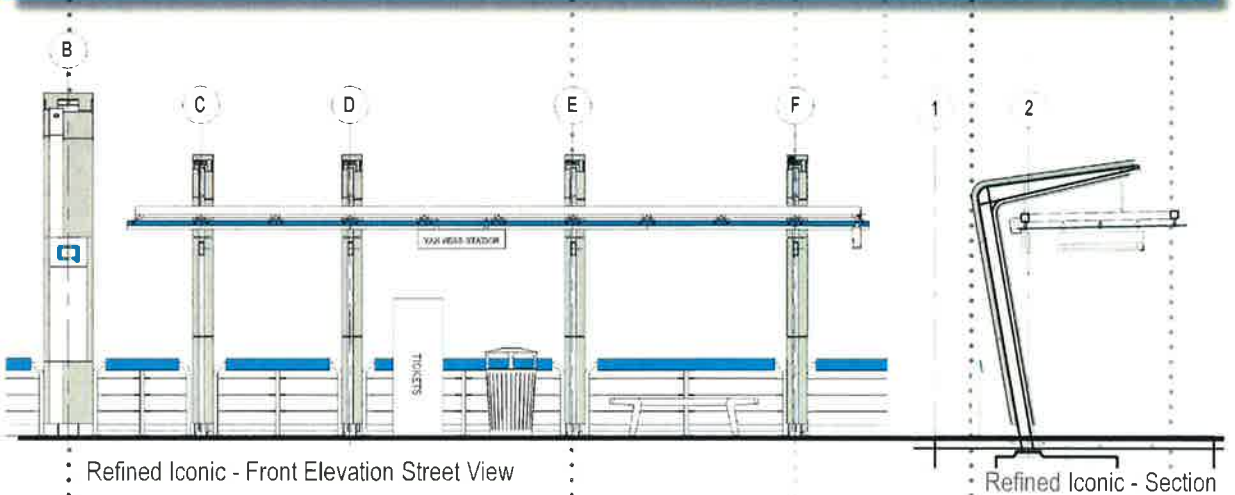 B
C
D
E
F
1
2
VAN NESS STATION
TICKETS
Refined Iconic - Front Elevation Street View
Refined Iconic - Section